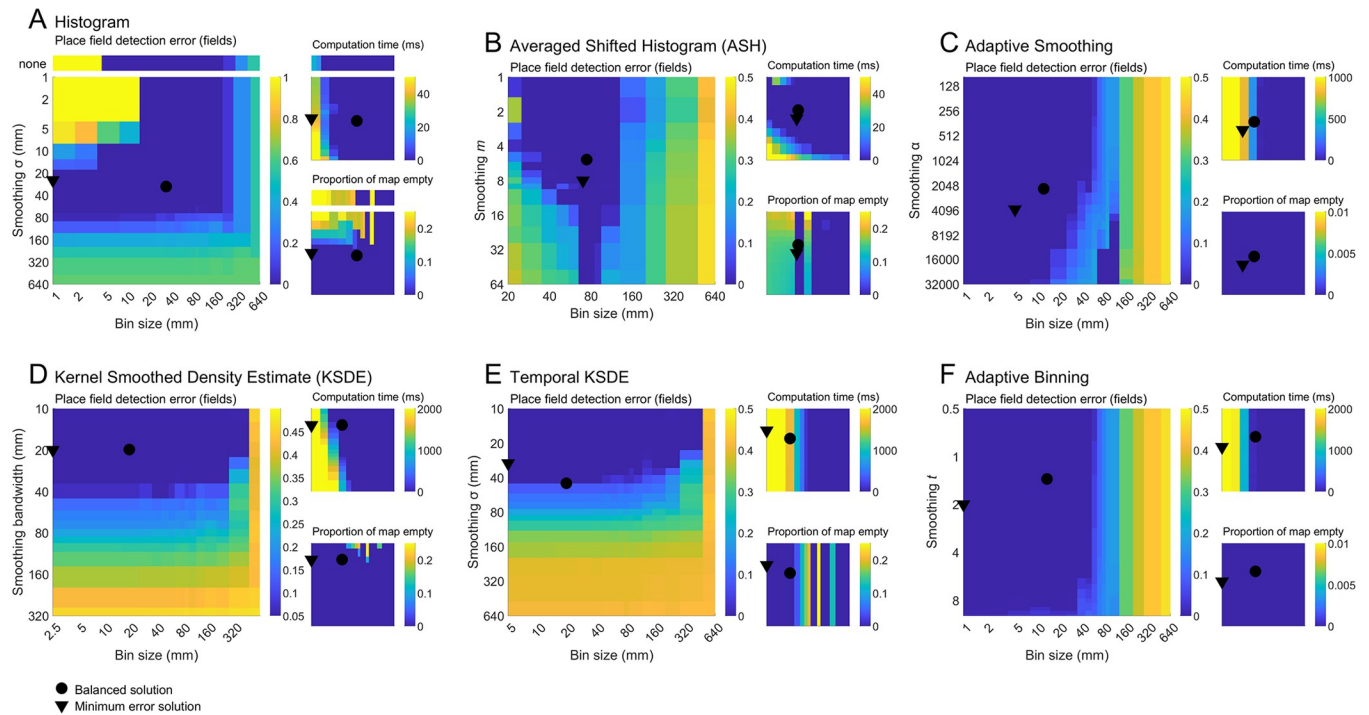 A Histogram
Place field detection error (fields)
none
1
2
5
10
20
40
80
160
320
640
Smoothing σ (mm)
1 2 5 10 20 40 80 160 320 640
Bin size (mm)
1
0.8
0.6
0.4
0.2
0
Computation time (ms)
40
20
0
Proportion of map empty
0.2
0.1
0
B Averaged Shifted Histogram (ASH)
Place field detection error (fields)
1
2
4
8
16
32
64
Smoothing m
20 40 80 160 320 640
Bin size (mm)
0.5
0.4
0.3
0.2
0.1
0
Computation time (ms)
40
20
0
Proportion of map empty
0.2
0.1
0
C Adaptive Smoothing
Place field detection error (fields)
128
256
512
1024
2048
4096
8192
16000
32000
Smoothing α
1 2 5 10 20 40 80 160 320 640
Bin size (mm)
0.5
0.4
0.3
0.2
0.1
0
Computation time (ms)
1000
500
0
Proportion of map empty
0.01
0.005
0
D Kernel Smoothed Density Estimate (KSDE)
Place field detection error (fields)
10
20
40
80
160
320
Smoothing bandwidth (mm)
2.5 5 10 20 40 80 160 320
Bin size (mm)
0.45
0.4
0.35
0.3
0.25
0.2
0.15
0.1
0.05
Computation time (ms)
2000
1000
0
Proportion of map empty
0.2
0.1
0
E Temporal KSDE
Place field detection error (fields)
10
20
40
80
160
320
640
Smoothing σ (mm)
5 10 20 40 80 160 320 640
Bin size (mm)
0.5
0.4
0.3
0.2
0.1
0
Computation time (ms)
2000
1000
0
Proportion of map empty
0.2
0.1
0
F Adaptive Binning
Place field detection error (fields)
0.5
1
2
4
8
Smoothing t
1 2 5 10 20 40 80 160 320 640
Bin size (mm)
0.5
0.4
0.3
0.2
0.1
0
Computation time (ms)
2000
1000
0
Proportion of map empty
0.01
0.005
0
Balanced solution
Minimum error solution